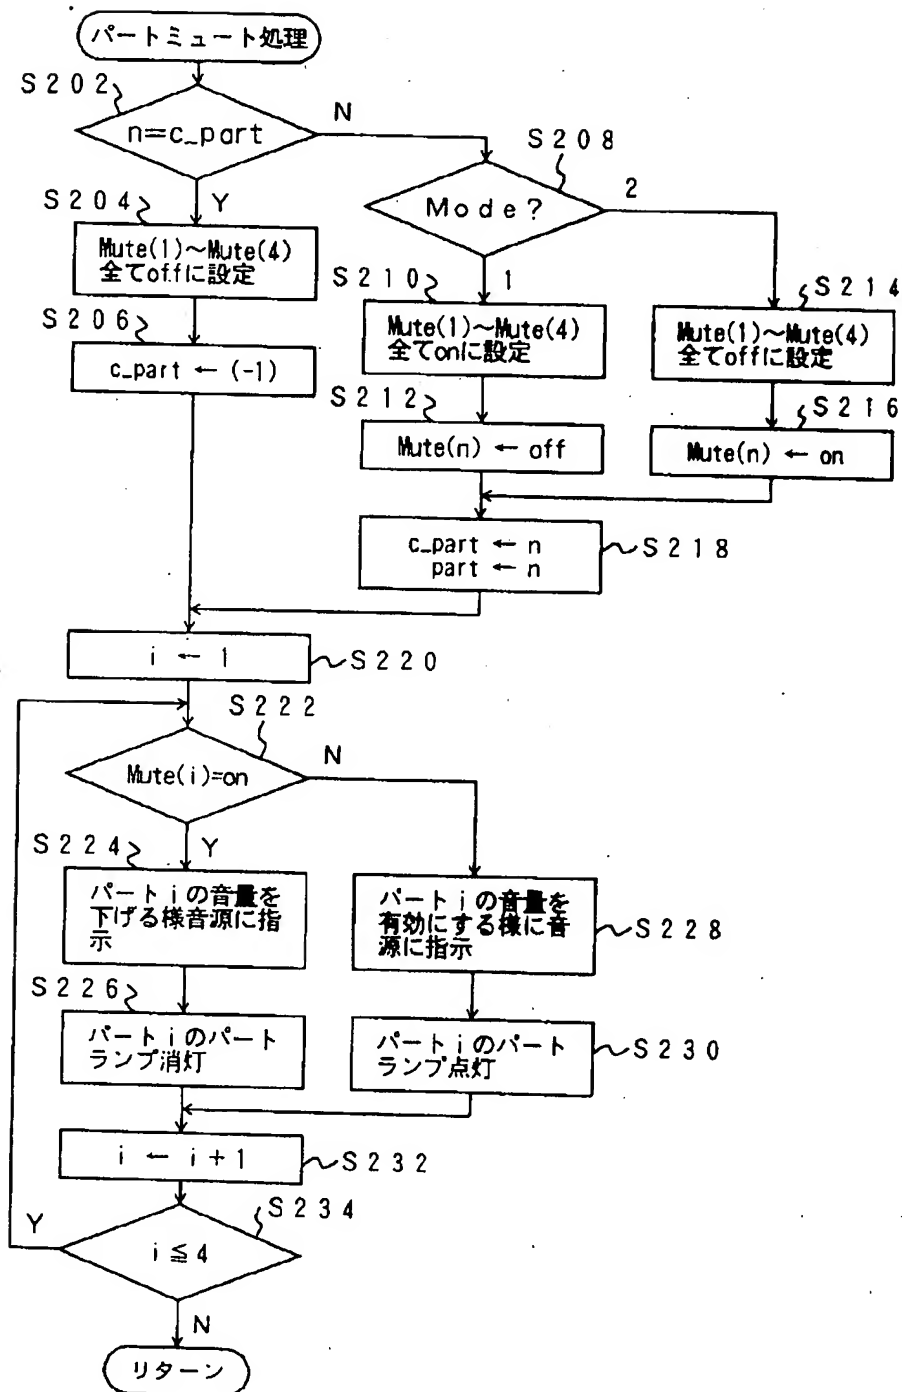 パートミュート処理
S202
n=c_part
N
Y
S204
Mute(1)～Mute(4)
全てoffに設定
S206
c_part ← (-1)
S208
Mode?
2
1
S210
Mute(1)～Mute(4)
全てonに設定
S212
Mute(n) ← off
S214
Mute(1)～Mute(4)
全てoffに設定
S216
Mute(n) ← on
c_part ← n
part ← n
S218
i ← 1
S220
S222
Mute(i)=on
N
Y
S224
パートiの音量を
下げる様音源に指
示
S226
パートiのパート
ランプ消灯
パートiの音量を
有効にする様に音
源に指示
S228
パートiのパート
ランプ点灯
S230
i ← i+1
S232
S234
i≦4
Y
N
リターン